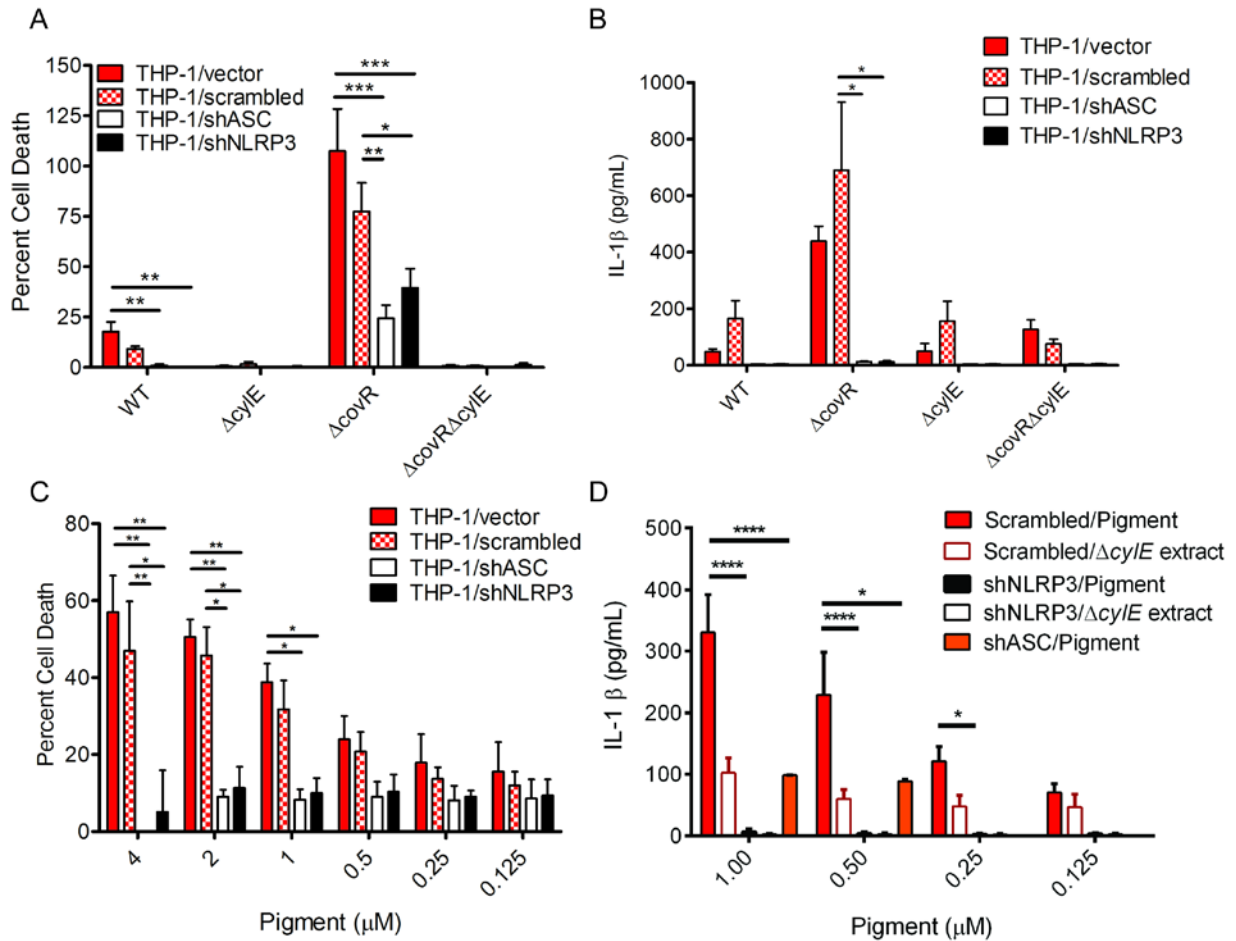 A
150
125
100
75
50
25
0
Percent Cell Death
THP-1/vector
THP-1/scrambled
THP-1/shASC
THP-1/shNLRP3
**
**
***
***
*
**
WT
ΔcylE
ΔcovR
ΔcovRΔcylE
B
1000
800
600
400
200
0
IL-1β (pg/mL)
THP-1/vector
THP-1/scrambled
THP-1/shASC
THP-1/shNLRP3
*
*
WT
ΔcovR
ΔcylE
ΔcovRΔcylE
C
80
60
40
20
0
Percent Cell Death
THP-1/vector
THP-1/scrambled
THP-1/shASC
THP-1/shNLRP3
**
**
*
**
**
**
*
*
*
*
4
2
1
0.5
0.25
0.125
Pigment (μM)
D
500
400
300
200
100
0
IL-1 β (pg/mL)
Scrambled/Pigment
Scrambled/ΔcylE extract
shNLRP3/Pigment
shNLRP3/ΔcylE extract
shASC/Pigment
****
****
*
****
*
1.00
0.50
0.25
0.125
Pigment (μM)